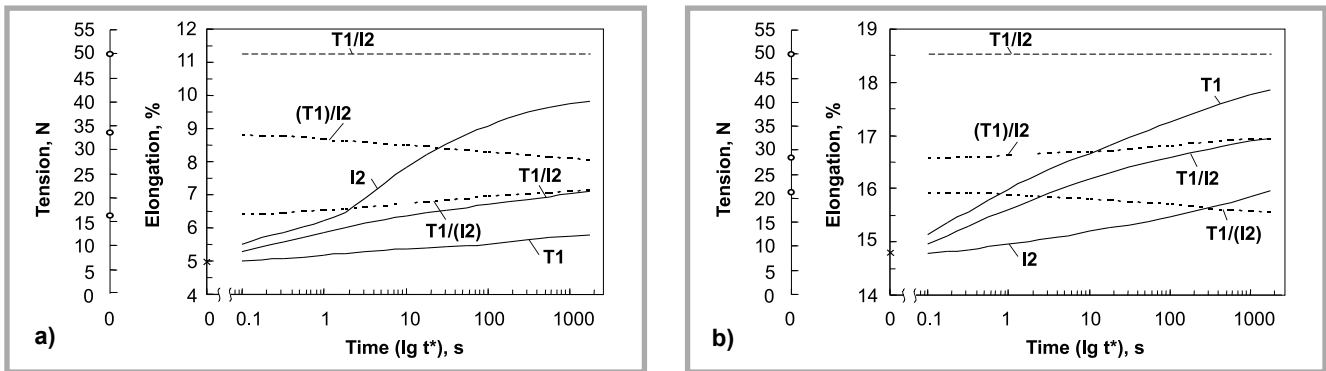 55
50
45
40
35
30
25
20
15
10
5
0
0
Tension, N
12
11
10
9
8
7
6
5
4
Elongation, %
T1/I2
(T1)/I2
I2
T1/I2
T1/(I2)
T1
0 0.1 1 10 100 1000
Time (lg t*), s
a)
55
50
45
40
35
30
25
20
15
10
5
0
0
Tension, N
19
18
17
16
15
14
Elongation, %
T1/I2
T1
(T1)/I2
T1/I2
T1/(I2)
I2
0 0.1 1 10 100 1000
Time (lg t*), s
b)